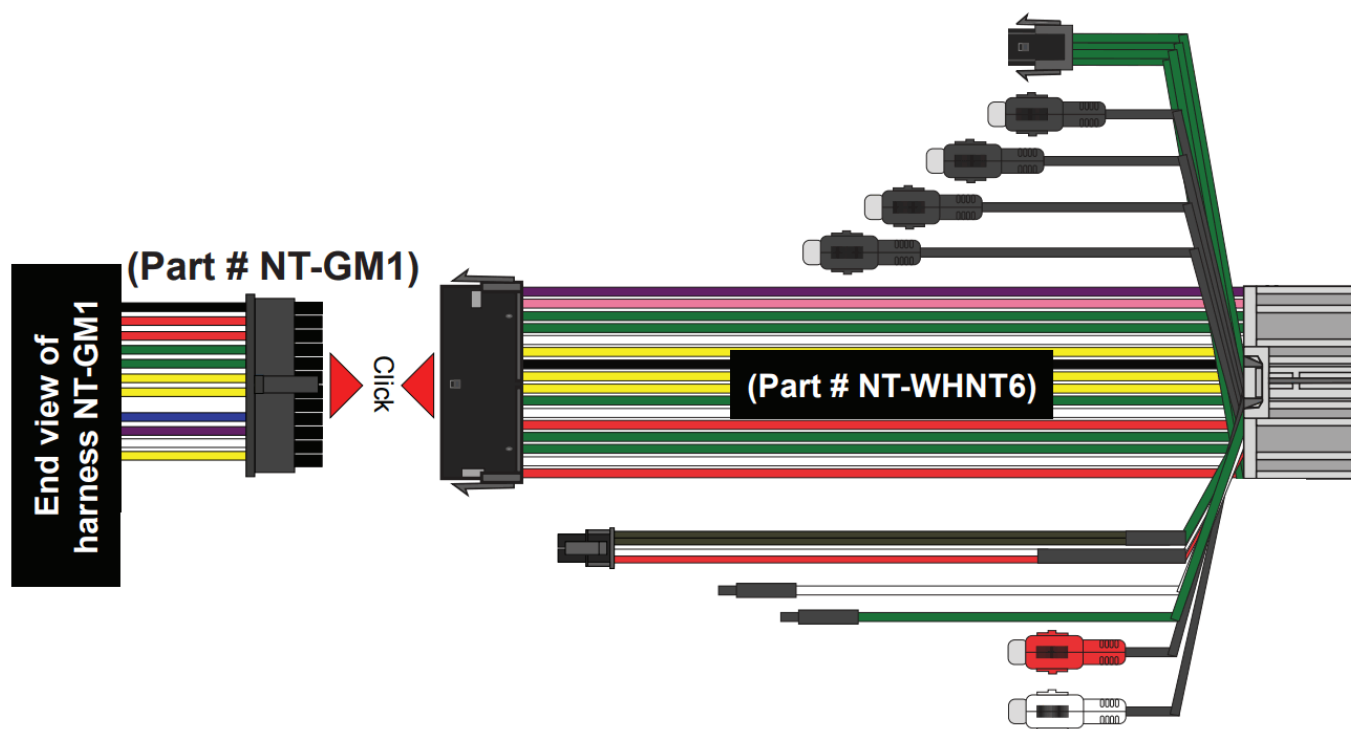 (Part # NT-GM1)
End view of
harness NT-GM1
Click
(Part # NT-WHNT6)